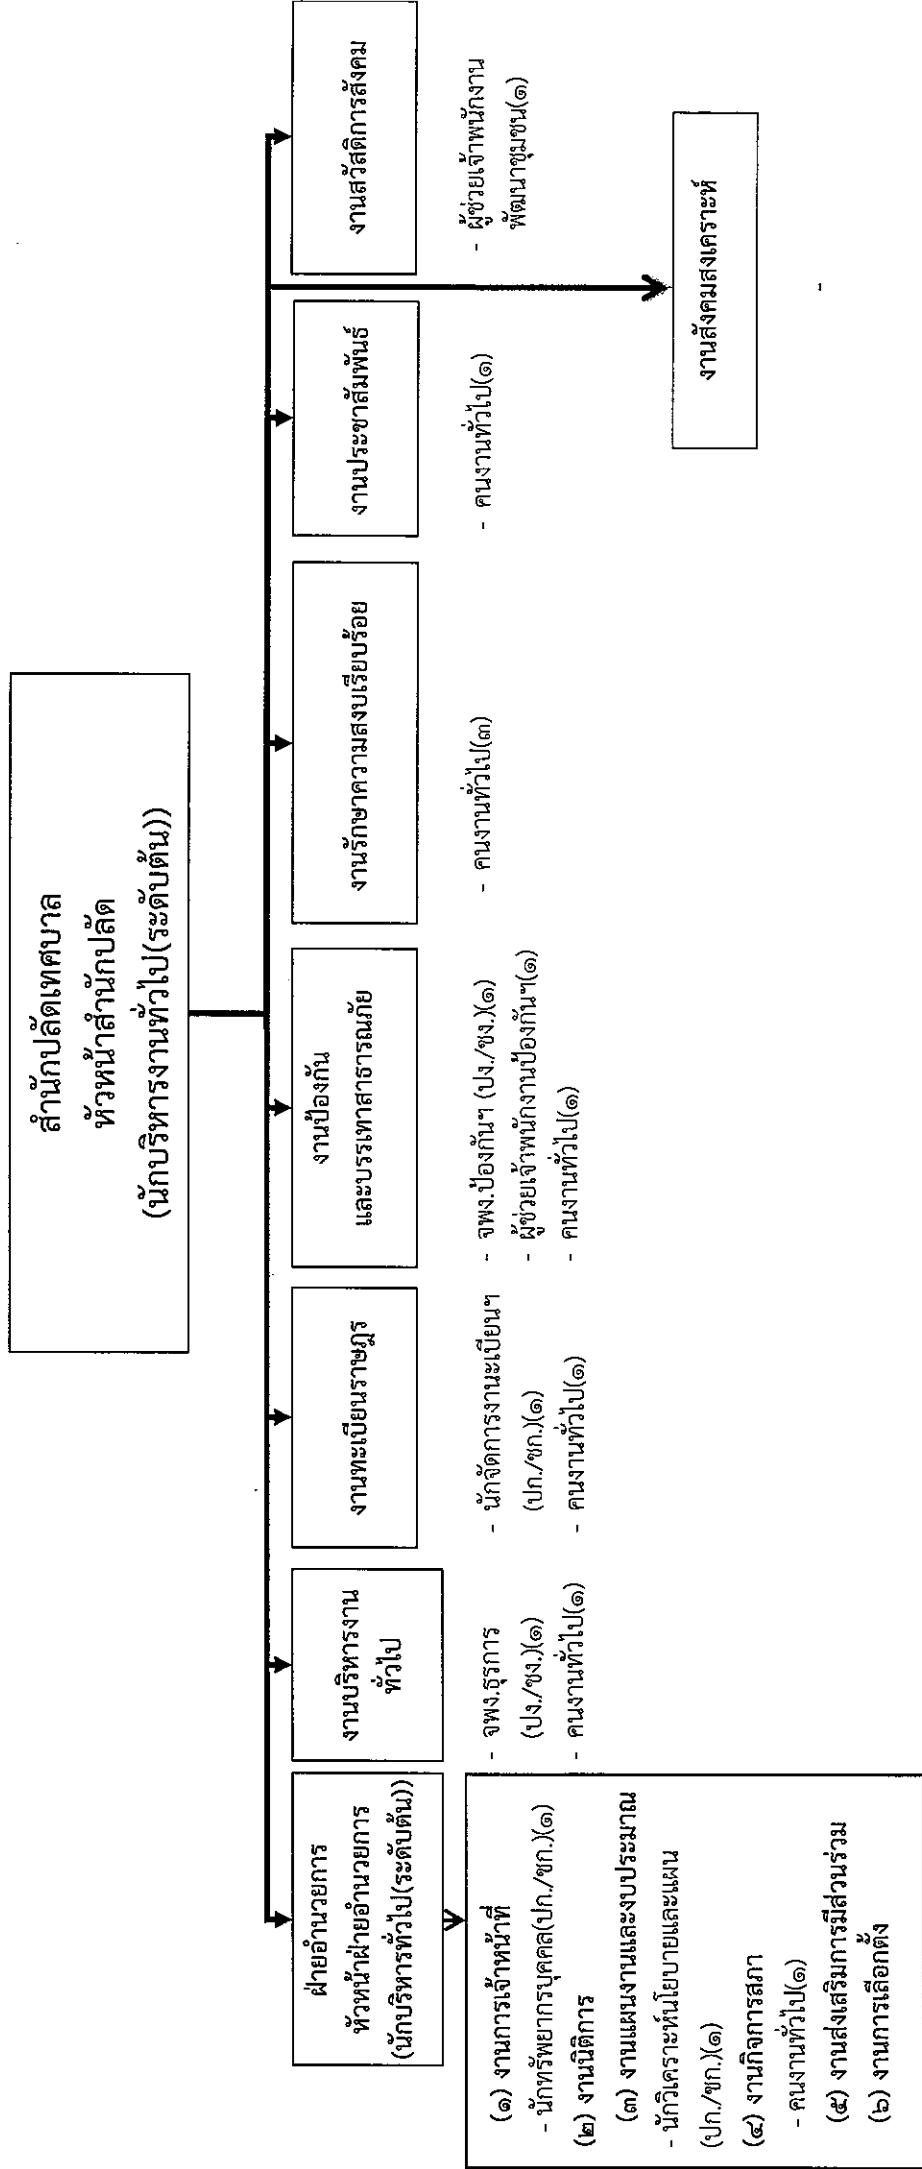 สำนักปลัดเทศบาล
หัวหน้าสำนักปลัด
(นักบริหารงานทั่วไป(ระดับต้น))
ฝ่ายอำนวยการ
หัวหน้าฝ่ายอำนวยการ
(นักบริหารทั่วไป(ระดับต้น))
(๑) งานการเจ้าหน้าที่
- นักทรัพยากรบุคคล(ปก./ชก.)(๑)
(๒) งานนิติการ
(๓) งานแผนงานและงบประมาณ
- นักวิเคราะห์นโยบายและแผน
(ปก./ชก.)(๑)
(๔) งานกิจการสภา
- คนงานทั่วไป(๑)
(๕) งานส่งเสริมการมีส่วนร่วม
(๖) งานการเลือกตั้ง
งานบริหารงาน
ทั่วไป
- จพง.ธุรการ
(ปง./ชง.)(๑)
- คนงานทั่วไป(๑)
งานทะเบียนราษฎร
- นักจัดการงานะเบียนฯ
(ปก./ชก.)(๑)
- คนงานทั่วไป(๑)
งานป้องกัน
และบรรเทาสาธารณภัย
- จพง.ป้องกันฯ (ปง./ชง.)(๑)
- ผู้ช่วยเจ้าพนักงานป้องกันฯ(๑)
- คนงานทั่วไป(๑)
งานรักษาความสงบเรียบร้อย
- คนงานทั่วไป(๓)
งานประชาสัมพันธ์
- คนงานทั่วไป(๑)
งานสวัสดิการสังคม
- ผู้ช่วยเจ้าพนักงาน
พัฒนาชุมชน(๑)
งานสังคมสงเคราะห์
-